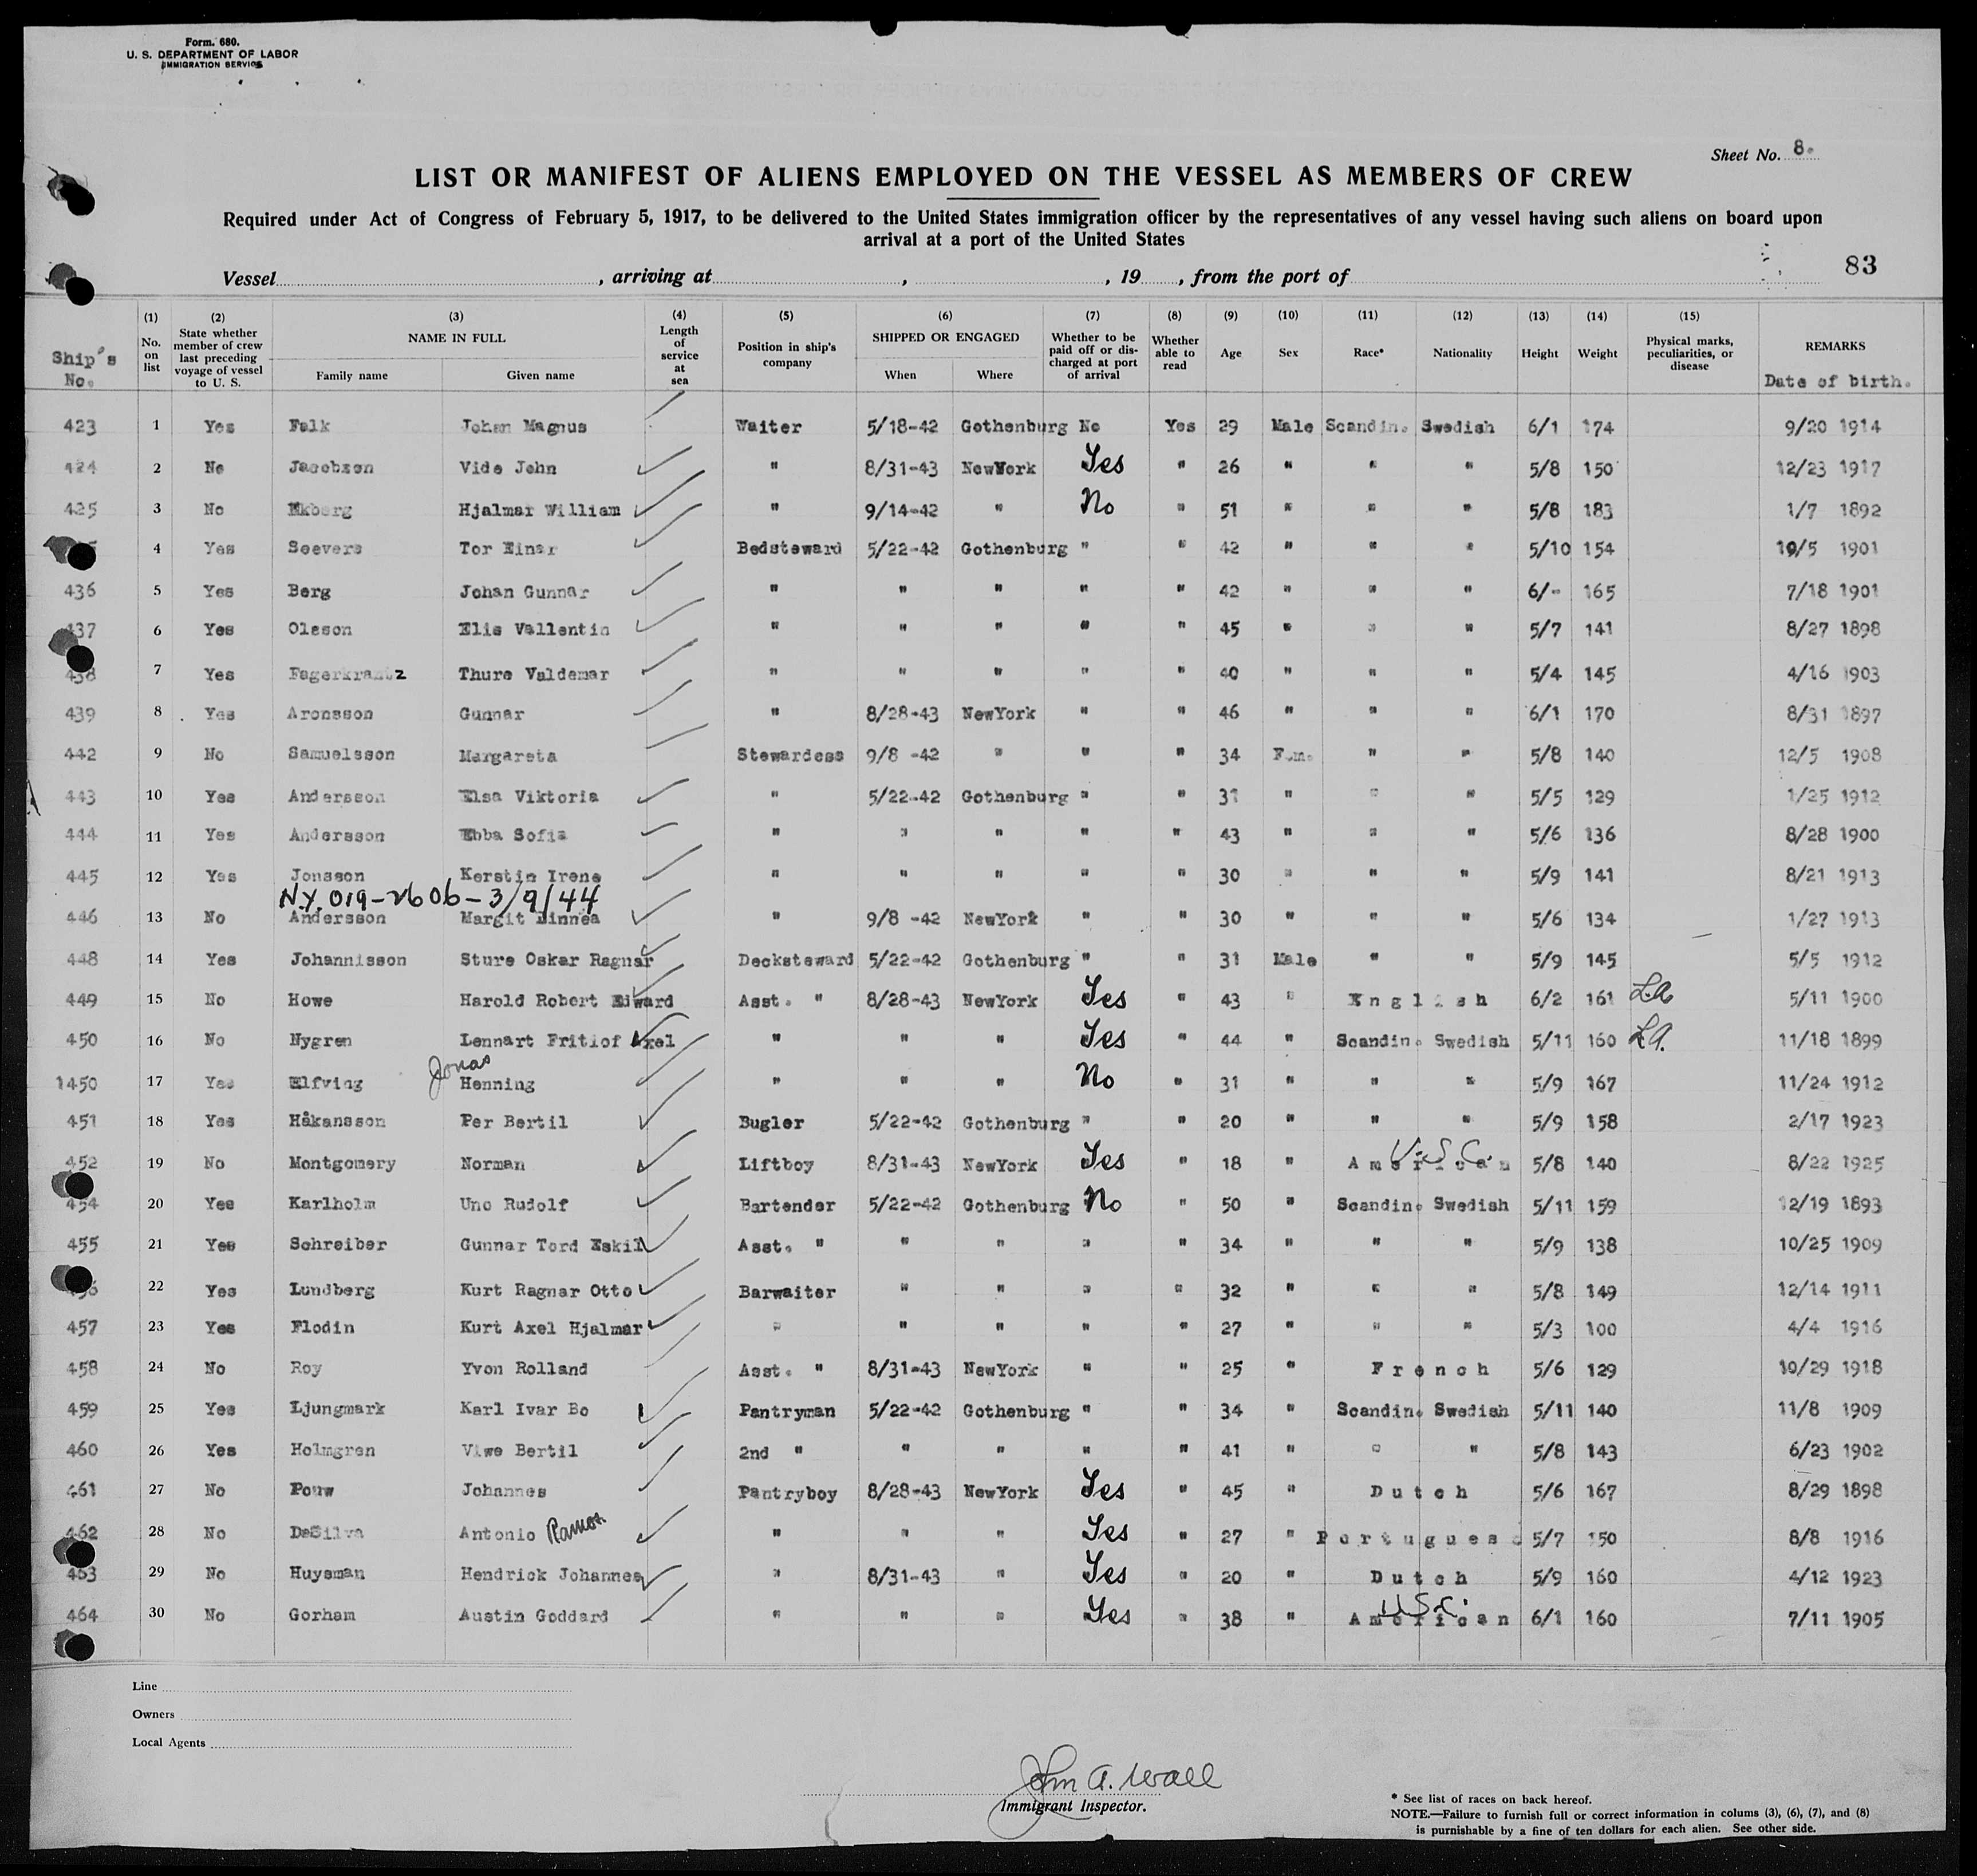 Form. 680.
U. S. DEPARTMENT OF LABOR
IMMIGRATION SERVICE
Sheet No. 8.
LIST OR MANIFEST OF ALIENS EMPLOYED ON THE VESSEL AS MEMBERS OF CREW
Required under Act of Congress of February 5, 1917, to be delivered to the United States immigration officer by the representatives of any vessel having such aliens on board upon
arrival at a port of the United States
83
Vessel , arriving at , , 19 , from the port of
Ship's No. (1) No. on list (2) State whether member of crew last preceding voyage of vessel to U. S. (3) NAME IN FULL Family name Given name (4) Length of service at sea (5) Position in ship's company (6) SHIPPED OR ENGAGED When Where (7) Whether to be paid off or discharged at port of arrival (8) Whether able to read (9) Age (10) Sex (11) Race* (12) Nationality (13) Height (14) Weight (15) Physical marks, peculiarities, or disease REMARKS Date of birth.
423 1 Yes Falk Johan Magnus Waiter 5/18-42 Gothenburg No Yes 29 Male Scandin. Swedish 6/1 174 9/20 1914
424 2 No Jacobson Vide John " 8/31-43 NewYork Yes " 26 " " " 5/8 150 12/23 1917
425 3 No Ekberg Hjalmar William " 9/14-42 " No " 51 " " " 5/8 183 1/7 1892
4 Yes Seevers Tor Einar Bedsteward 5/22-42 Gothenburg " " 42 " " " 5/10 154 10/5 1901
436 5 Yes Berg Johan Gunnar " " " " " 42 " " " 6/- 165 7/18 1901
437 6 Yes Olsson Elis Vallentin " " " " " 45 " " " 5/7 141 8/27 1898
438 7 Yes Fagerkrantz Thure Valdemar " " " " " 40 " " " 5/4 145 4/16 1903
439 8 Yes Aronsson Gunnar " 8/28-43 NewYork " " 46 " " " 6/1 170 8/31 1897
442 9 No Samuelsson Margareta Stewardess 9/8 -42 " " " 34 Fem. " " 5/8 140 12/5 1908
443 10 Yes Andersson Elsa Viktoria " 5/22-42 Gothenburg " " 31 " " " 5/5 129 1/25 1912
444 11 Yes Andersson Ebba Sofia " " " " " 43 " " " 5/6 136 8/28 1900
445 12 Yes Jonsson Kerstin Irene " " " " " 30 " " " 5/9 141 8/21 1913
N.Y. 019-2606-3/9/44
446 13 No Andersson Margit Linnea " 9/8 -42 NewYork " " 30 " " " 5/6 134 1/27 1913
448 14 Yes Johannisson Sture Oskar Ragnar Decksteward 5/22-42 Gothenburg " " 31 Male " " 5/9 145 5/5 1912
449 15 No Howe Harold Robert Edward Asst. " 8/28-43 NewYork Yes " 43 " English 6/2 161 L.A. 5/11 1900
450 16 No Nygren Lennart Fritiof Axel " " " Yes " 44 " Scandin. Swedish 5/11 160 L.A. 11/18 1899
1450 17 Yes Elfving Jonas Henning " " " No " 31 " " " 5/9 167 11/24 1912
451 18 Yes Håkansson Per Bertil Bugler 5/22-42 Gothenburg " " 20 " " " 5/9 158 2/17 1923
452 19 No Montgomery Norman Liftboy 8/31-43 NewYork Yes " 18 " American U.S.C. 5/8 140 8/22 1925
454 20 Yes Karlholm Uno Rudolf Bartender 5/22-42 Gothenburg No " 50 " Scandin. Swedish 5/11 159 12/19 1893
455 21 Yes Schreiber Gunnar Tord Eskil Asst. " " " " " 34 " " " 5/9 138 10/25 1909
456 22 Yes Lundberg Kurt Ragnar Otto Barwaiter " " " " 32 " " " 5/8 149 12/14 1911
457 23 Yes Flodin Kurt Axel Hjalmar " " " " " 27 " " " 5/3 100 4/4 1916
458 24 No Roy Yvon Rolland Asst. " 8/31-43 NewYork " " 25 " French 5/6 129 10/29 1918
459 25 Yes Ljungmark Karl Ivar Bo Pantryman 5/22-42 Gothenburg " " 34 " Scandin. Swedish 5/11 140 11/8 1909
460 26 Yes Holmgren Viwe Bertil 2nd " " " " " 41 " " " 5/8 143 6/23 1902
461 27 No Pouw Johannes Pantryboy 8/28-43 NewYork Yes " 45 " Dutch 5/6 167 8/29 1898
462 28 No DaSilva Antonio Ramos " " " Yes " 27 " Portuguese 5/7 150 8/8 1916
463 29 No Huysman Hendrick Johannes " 8/31-43 " Yes " 20 " Dutch 5/9 160 4/12 1923
464 30 No Gorham Austin Goddard " " " Yes " 38 " American U.S.C. 6/1 160 7/11 1905
Line
Owners
Local Agents
John A. Wall
Immigrant Inspector.
* See list of races on back hereof.
NOTE.—Failure to furnish full or correct information in colums (3), (6), (7), and (8)
is punishable by a fine of ten dollars for each alien. See other side.